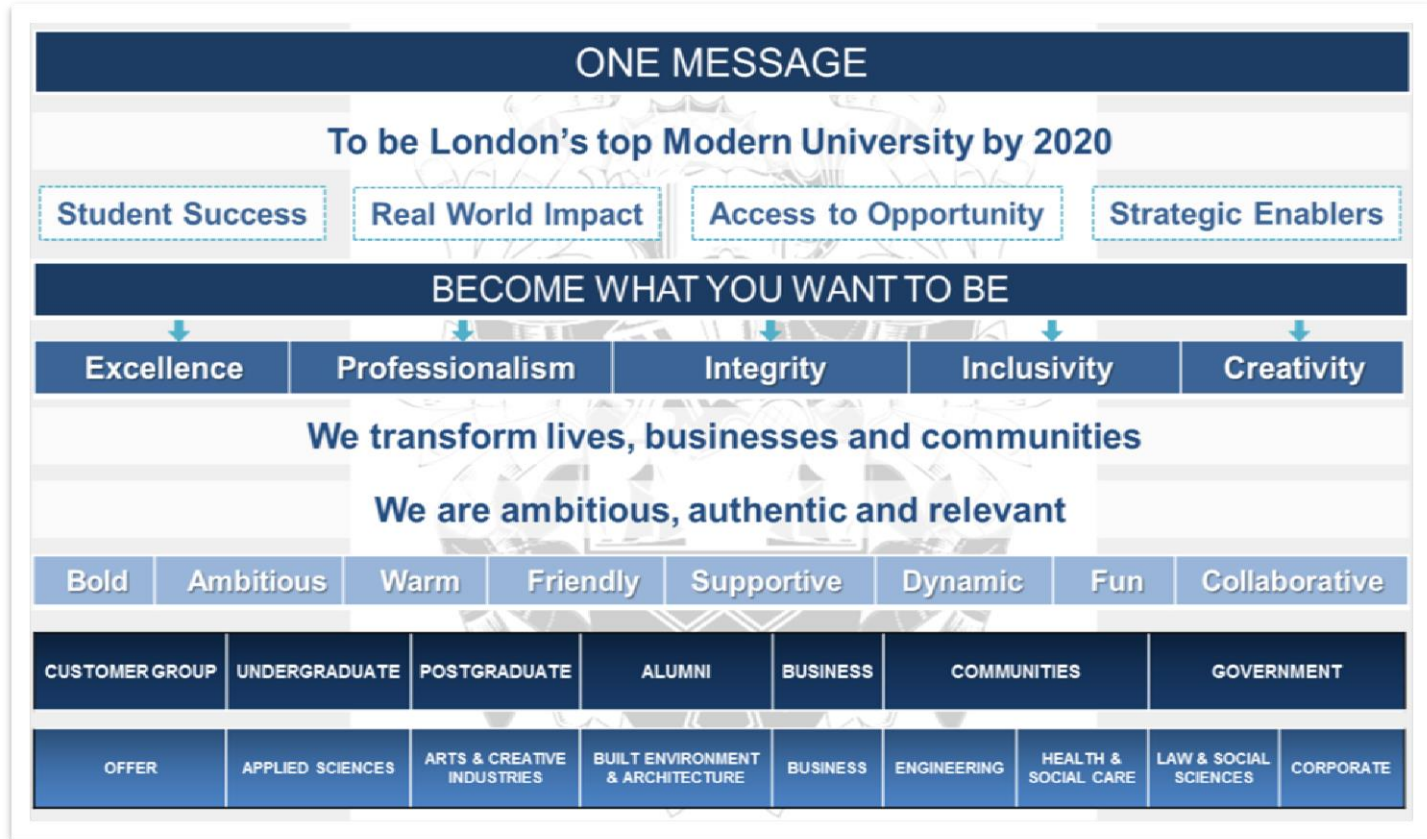 ONE MESSAGE
To be London's top Modern University by 2020
Student Success Real World Impact Access to Opportunity Strategic Enablers
BECOME WHAT YOU WANT TO BE
Excellence Professionalism Integrity Inclusivity Creativity
We transform lives, businesses and communities
We are ambitious, authentic and relevant
Bold Ambitious Warm Friendly Supportive Dynamic Fun Collaborative
CUSTOMER GROUP UNDERGRADUATE POSTGRADUATE ALUMNI BUSINESS COMMUNITIES GOVERNMENT
OFFER APPLIED SCIENCES ARTS & CREATIVE INDUSTRIES BUILT ENVIRONMENT & ARCHITECTURE BUSINESS ENGINEERING HEALTH & SOCIAL CARE LAW & SOCIAL SCIENCES CORPORATE